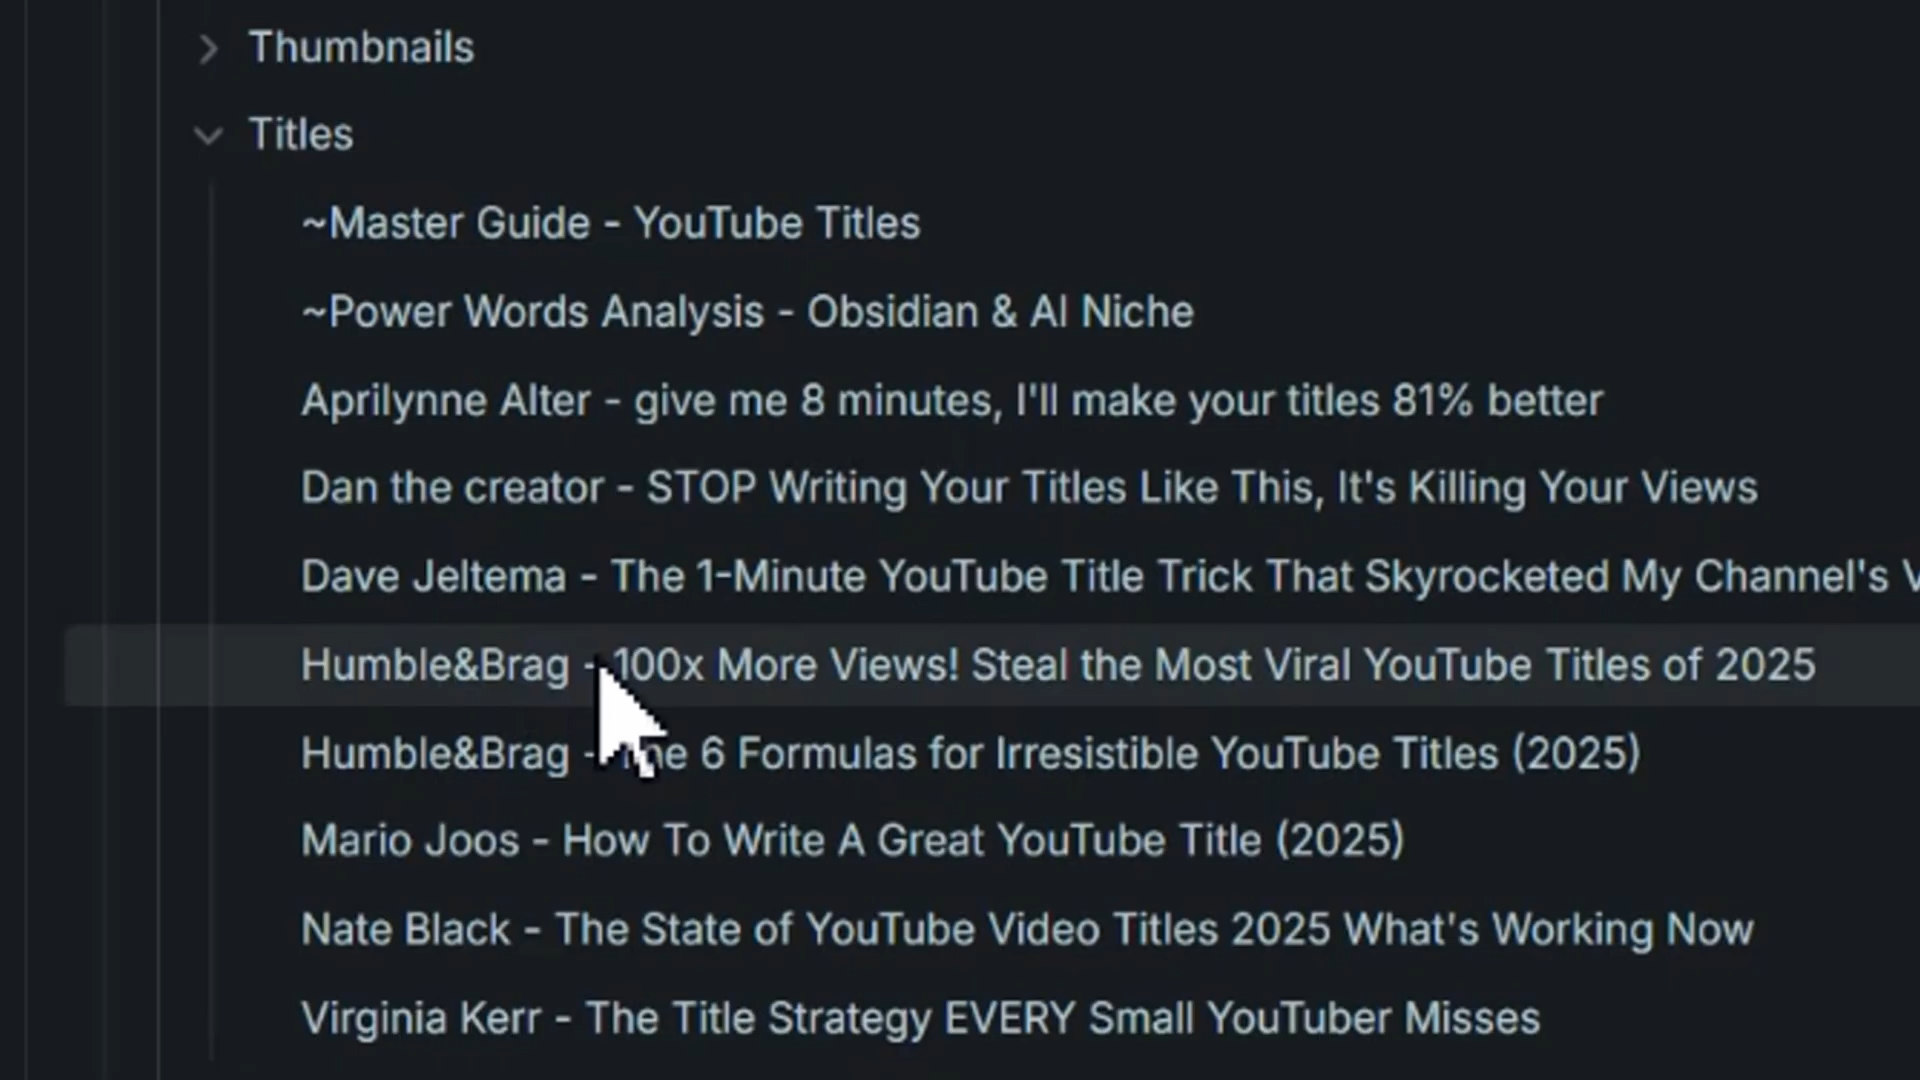 Thumbnails
Titles
~Master Guide - YouTube Titles
~Power Words Analysis - Obsidian & AI Niche
Aprilynne Alter - give me 8 minutes, I'll make your titles 81% better
Dan the creator - STOP Writing Your Titles Like This, It's Killing Your Views
Dave Jeltema - The 1-Minute YouTube Title Trick That Skyrocketed My Channel's
Humble&Brag - 100x More Views! Steal the Most Viral YouTube Titles of 2025
Humble&Brag - The 6 Formulas for Irresistible YouTube Titles (2025)
Mario Joos - How To Write A Great YouTube Title (2025)
Nate Black - The State of YouTube Video Titles 2025 What's Working Now
Virginia Kerr - The Title Strategy EVERY Small YouTuber Misses